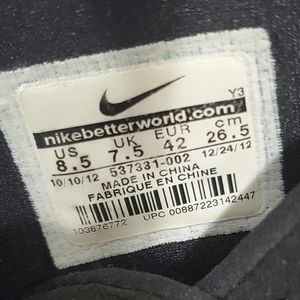 Y3
nikebetterworld.com
US UK EUR cm
8.5 7.5 42 26.5
10/10/12 537331-002 12/24/12
MADE IN CHINA
FABRIQUE EN CHINE
103876772 UPC 00887223142447